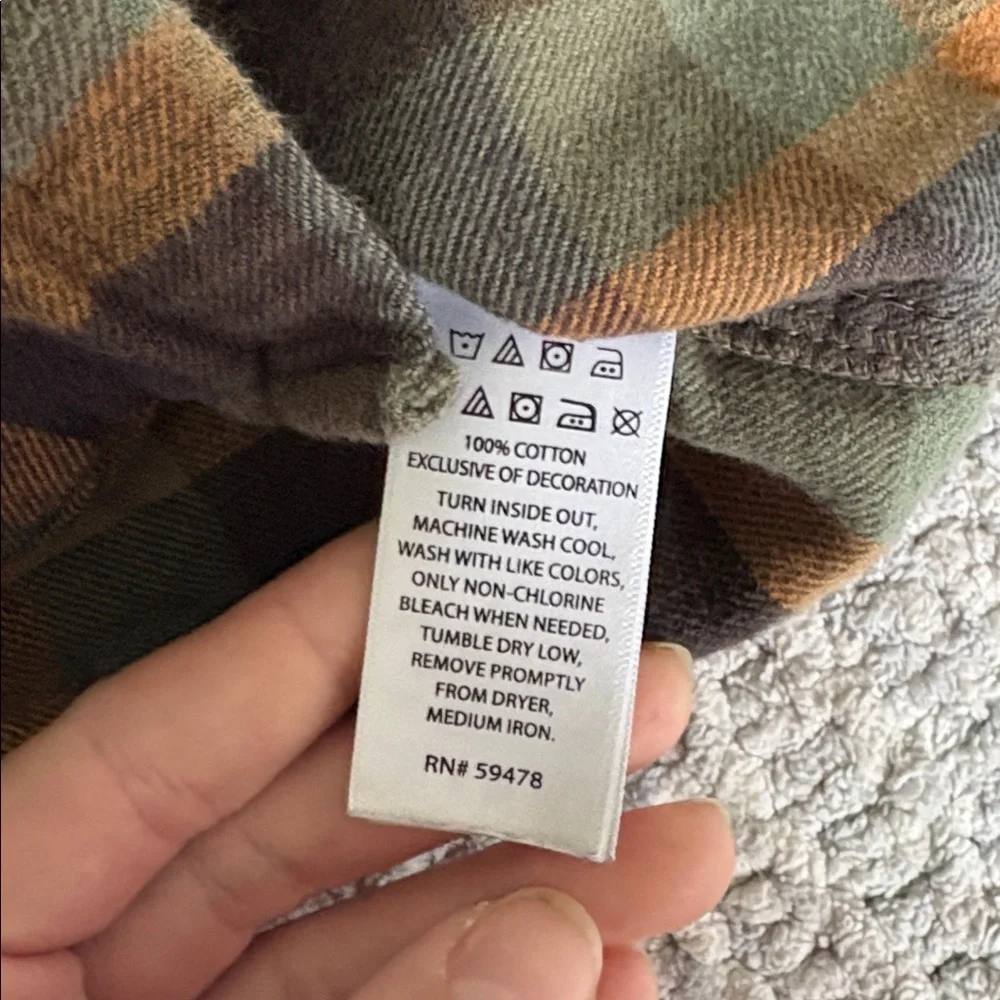 100% COTTON
EXCLUSIVE OF DECORATION
TURN INSIDE OUT,
MACHINE WASH COOL,
WASH WITH LIKE COLORS,
ONLY NON-CHLORINE
BLEACH WHEN NEEDED,
TUMBLE DRY LOW,
REMOVE PROMPTLY
FROM DRYER,
MEDIUM IRON.
RN# 59478